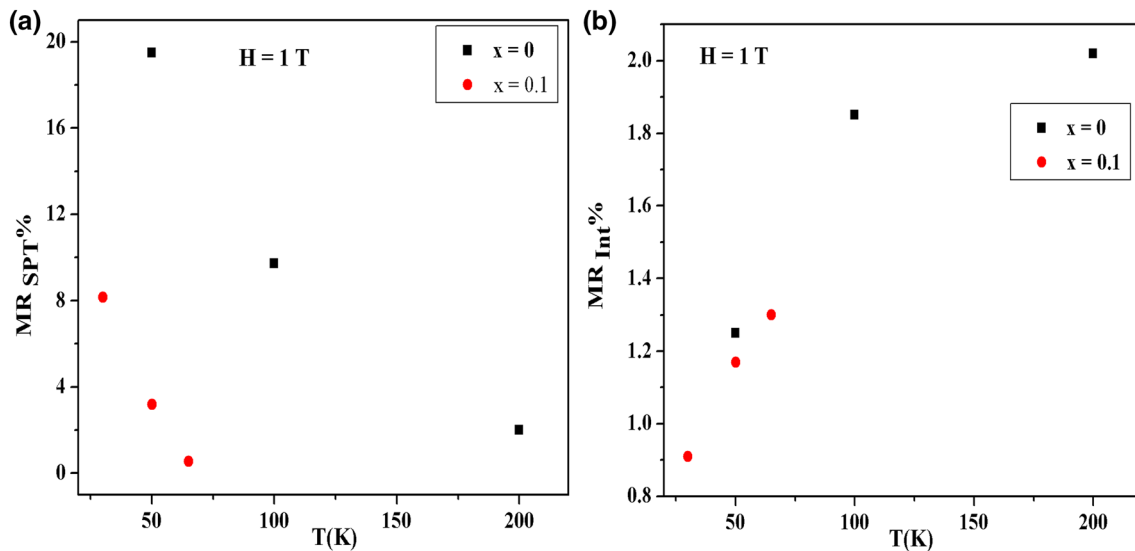 (a)
H = 1 T
x = 0
x = 0.1
20
16
12
8
4
0
MR SPT%
50
100
150
200
T(K)
(b)
H = 1 T
x = 0
x = 0.1
2.0
1.8
1.6
1.4
1.2
1.0
0.8
MR Int%
50
100
150
200
T(K)